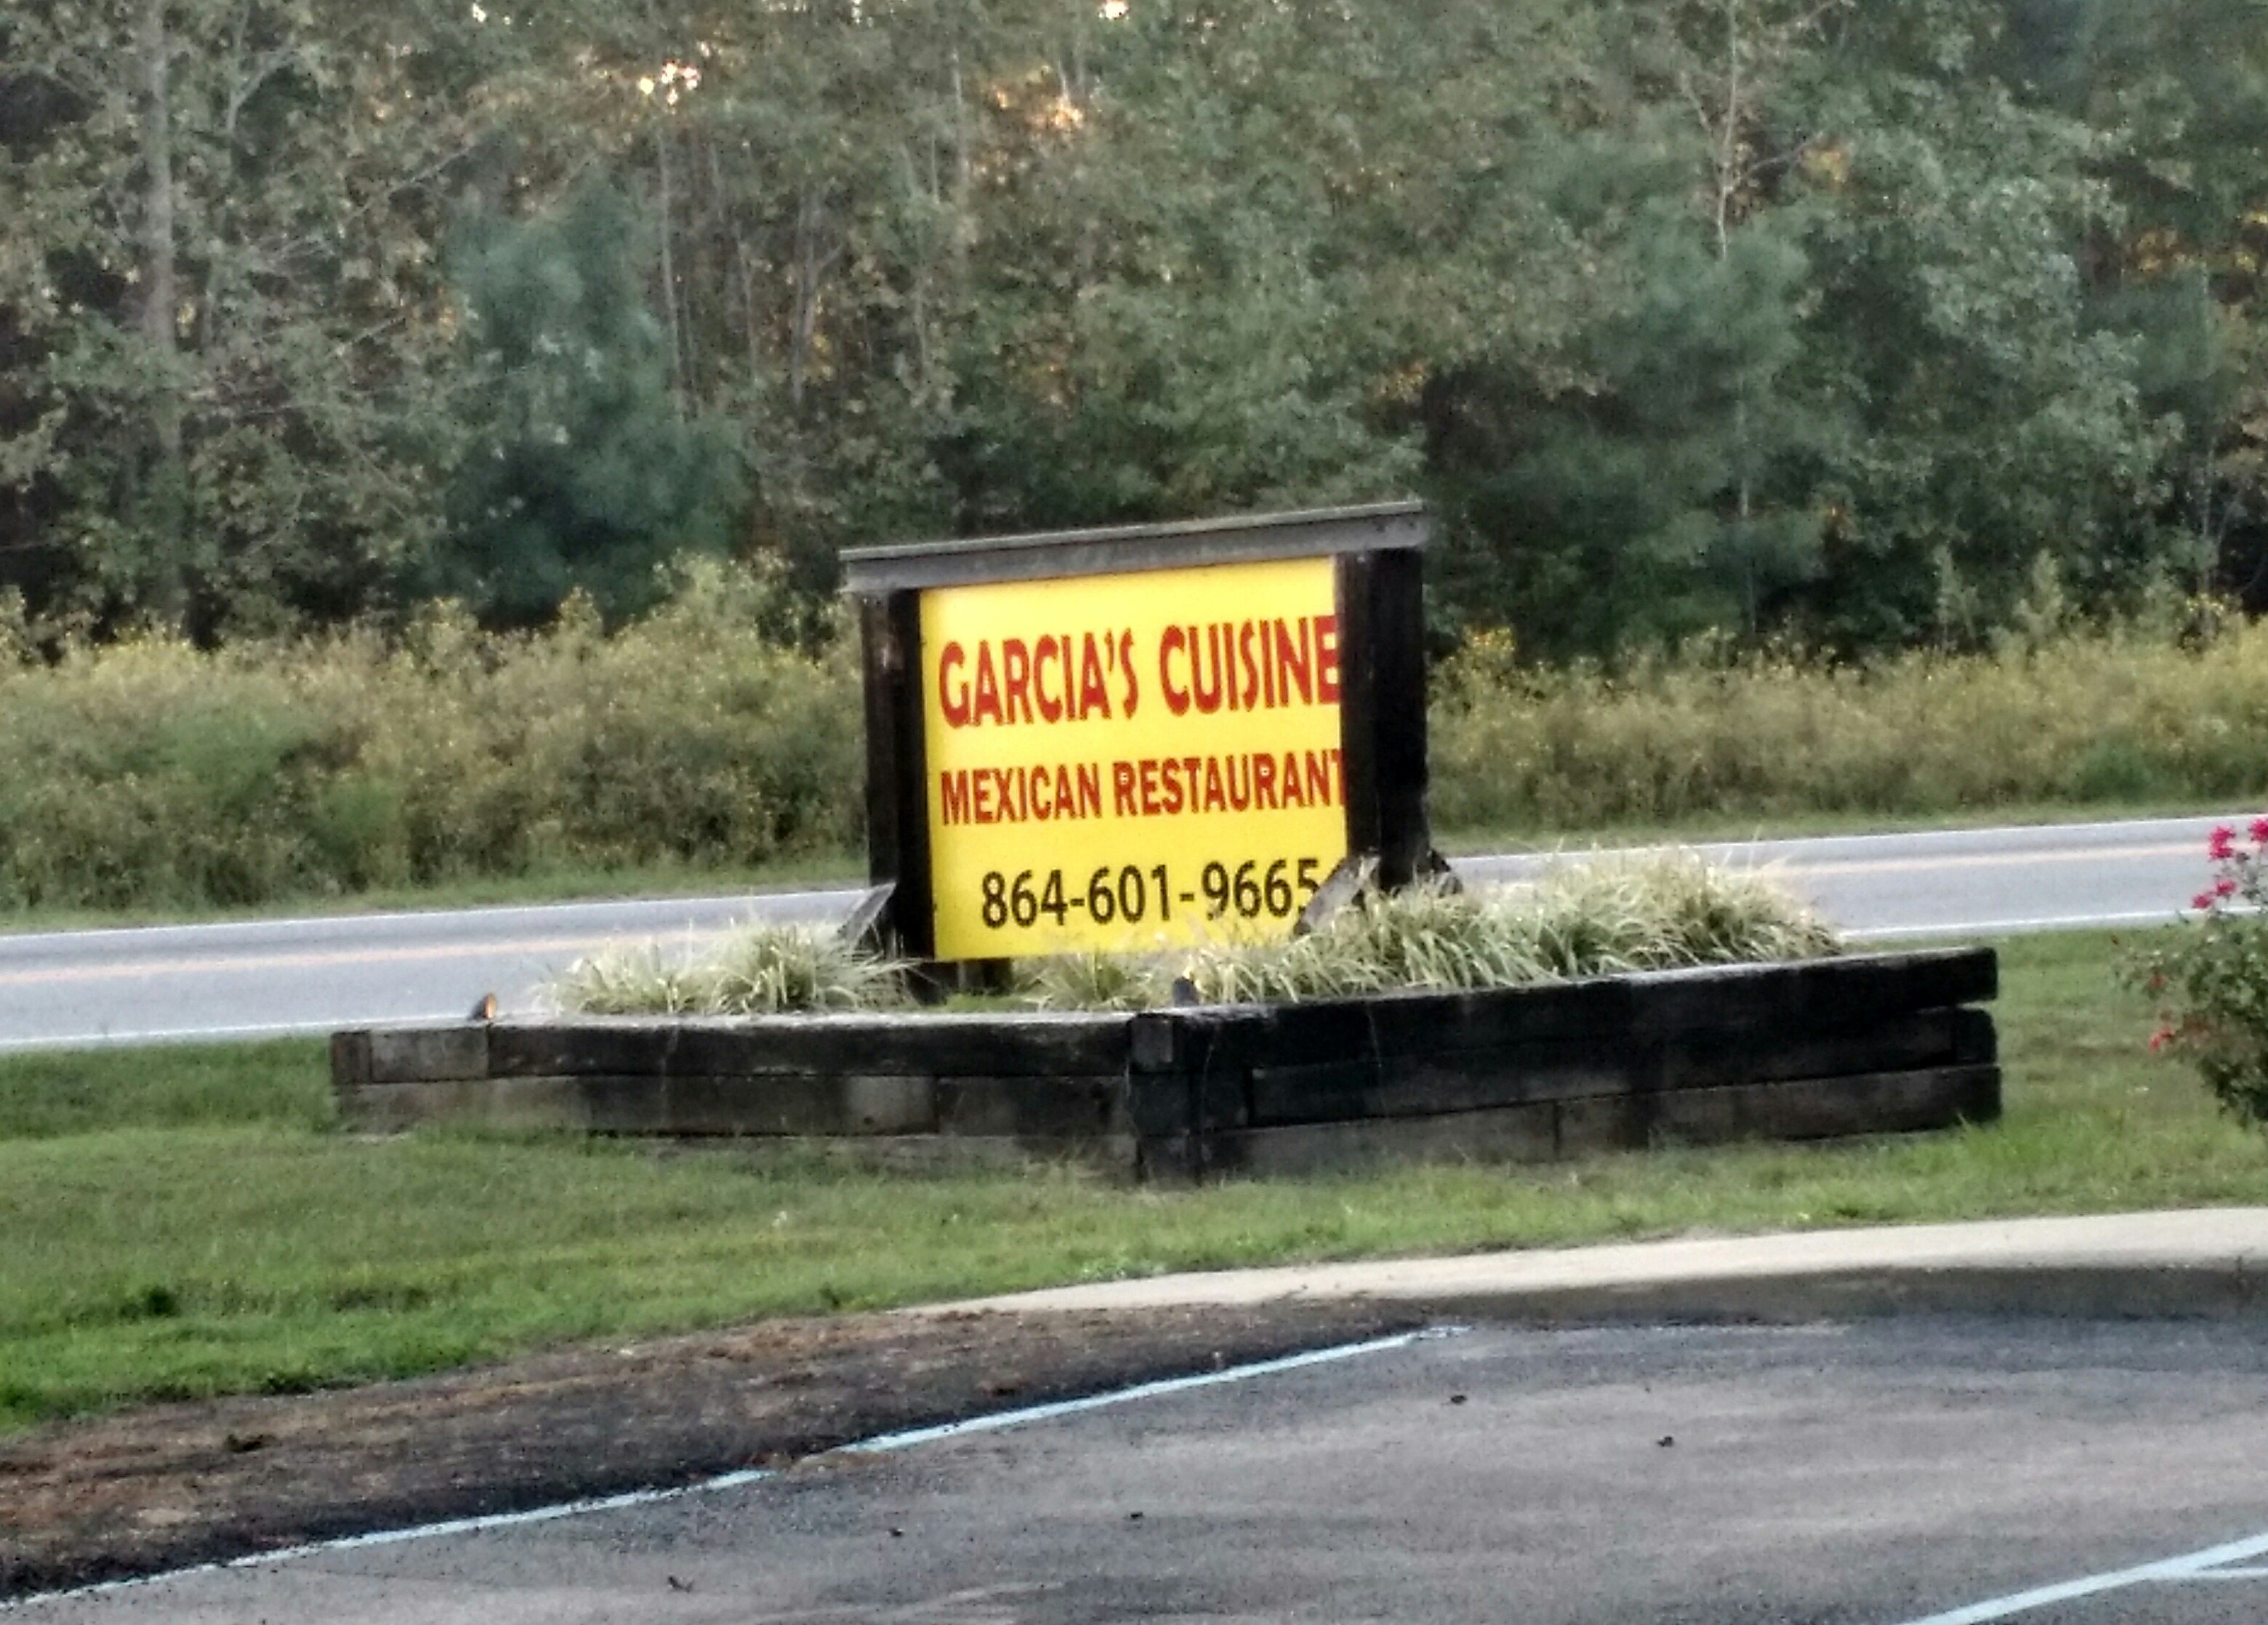 GARCIA'S CUISINE
MEXICAN RESTAURANT
864-601-9665